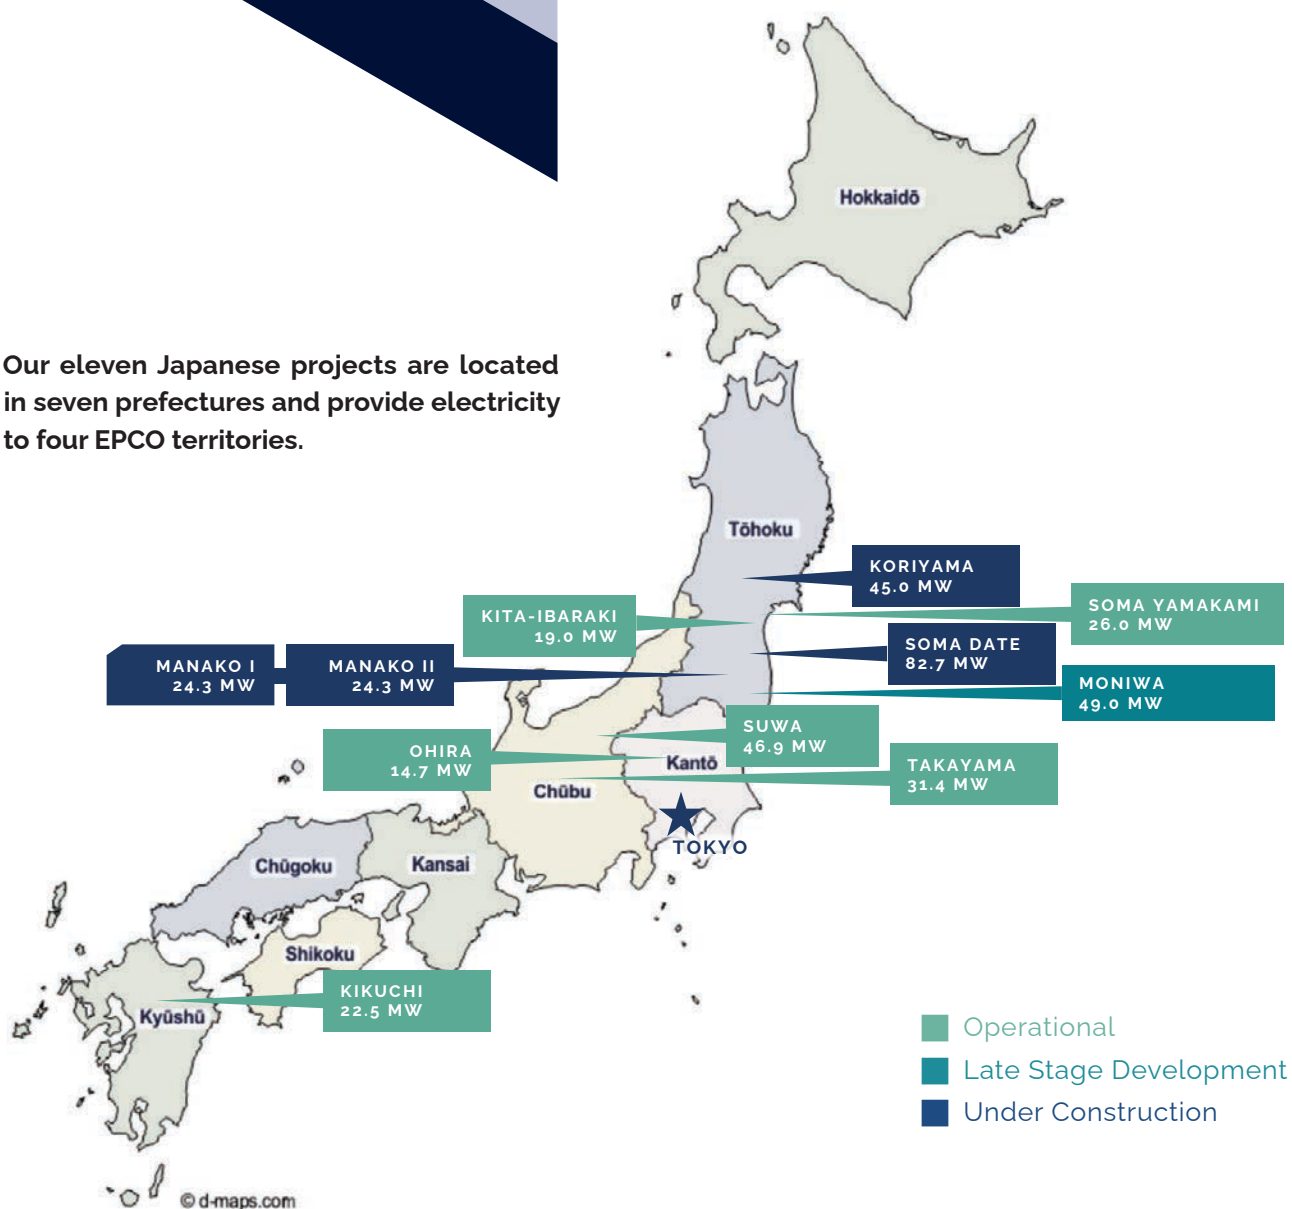 Hokkaidō
Our eleven Japanese projects are located
in seven prefectures and provide electricity
to four EPCO territories.
Tōhoku
KORIYAMA
45.0 MW
SOMA YAMAKAMI
26.0 MW
KITA-IBARAKI
19.0 MW
SOMA DATE
82.7 MW
MANAKO I
24.3 MW
MANAKO II
24.3 MW
MONIWA
49.0 MW
SUWA
46.9 MW
OHIRA
14.7 MW
Kantō
TAKAYAMA
31.4 MW
Chūbu
TOKYO
Chūgoku
Kansai
Shikoku
KIKUCHI
22.5 MW
Kyūshū
Operational
Late Stage Development
Under Construction
© d-maps.com